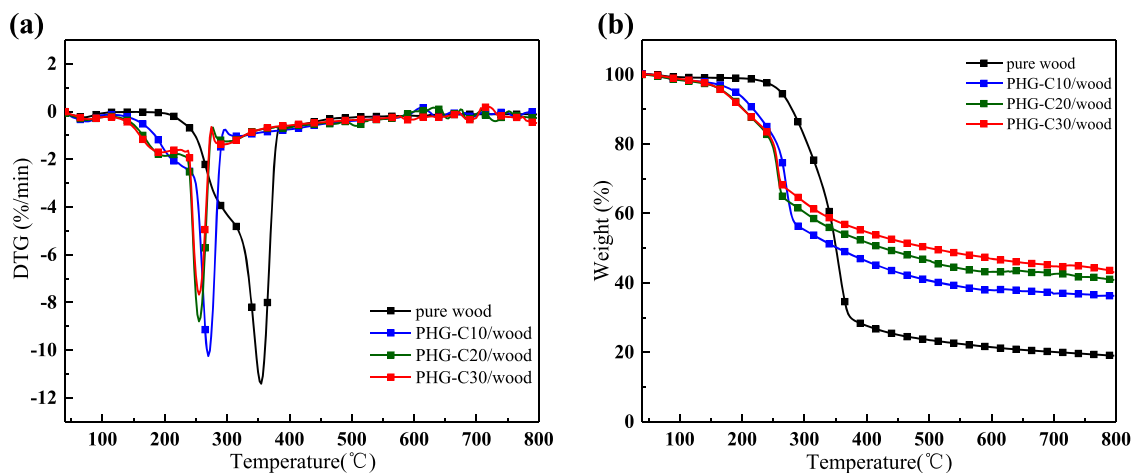 (a)
2
0
-2
-4
-6
-8
-10
-12
DTG (%/min)
pure wood
PHG-C10/wood
PHG-C20/wood
PHG-C30/wood
100 200 300 400 500 600 700 800
Temperature(℃)
(b)
100
80
60
40
20
0
Weight (%)
pure wood
PHG-C10/wood
PHG-C20/wood
PHG-C30/wood
100 200 300 400 500 600 700 800
Temperature(℃)